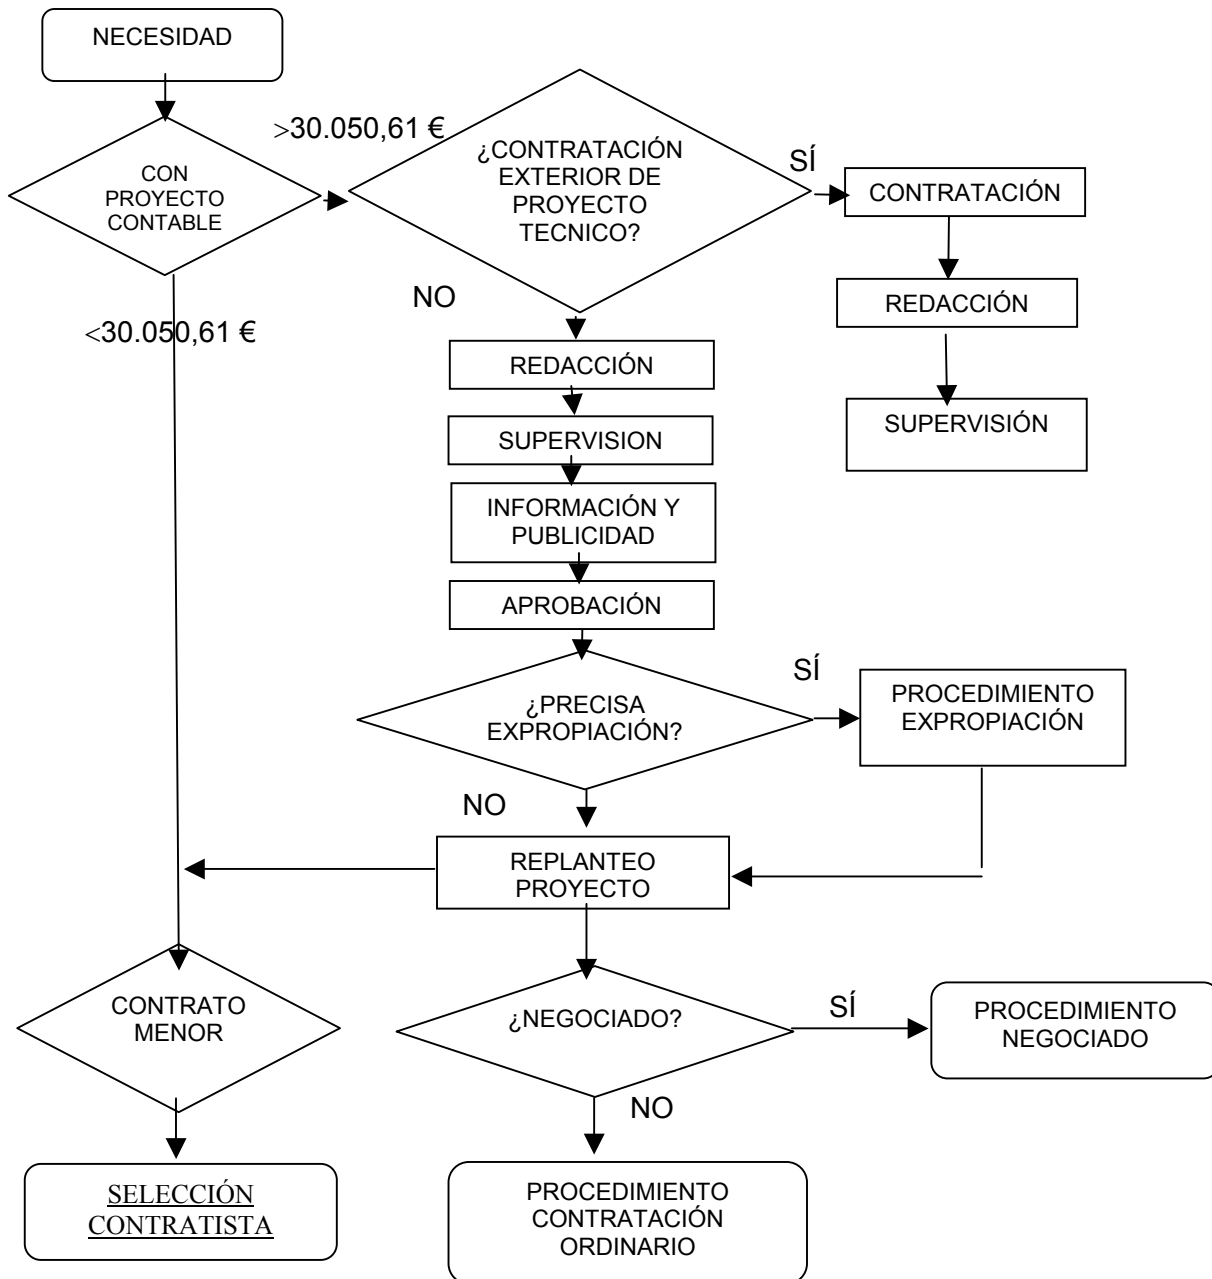 NECESIDAD
>30.050,61 €
CON
PROYECTO
CONTABLE
¿CONTRATACIÓN
EXTERIOR DE
PROYECTO
TECNICO?
SÍ
CONTRATACIÓN
REDACCIÓN
SUPERVISIÓN
NO
<30.050,61 €
REDACCIÓN
SUPERVISION
INFORMACIÓN Y
PUBLICIDAD
APROBACIÓN
¿PRECISA
EXPROPIACIÓN?
SÍ
PROCEDIMIENTO
EXPROPIACIÓN
NO
REPLANTEO
PROYECTO
CONTRATO
MENOR
¿NEGOCIADO?
SÍ
PROCEDIMIENTO
NEGOCIADO
NO
SELECCIÓN
CONTRATISTA
PROCEDIMIENTO
CONTRATACIÓN
ORDINARIO